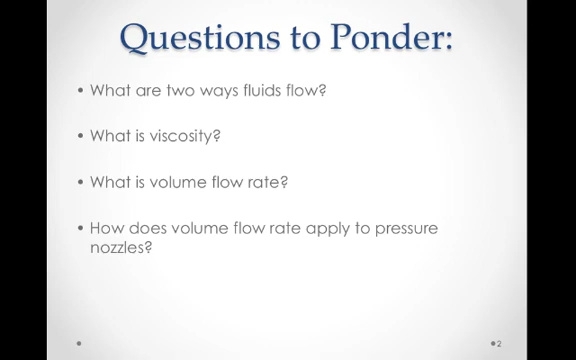 Questions to Ponder:
• What are two ways fluids flow?
• What is viscosity?
• What is volume flow rate?
• How does volume flow rate apply to pressure
nozzles?
2